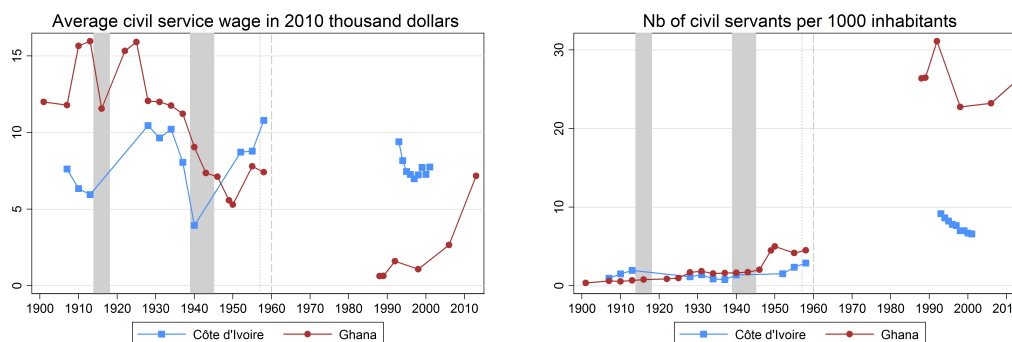 Average civil service wage in 2010 thousand dollars
15
10
5
0
1900 1910 1920 1930 1940 1950 1960 1970 1980 1990 2000 2010
Côte d'Ivoire Ghana
Nb of civil servants per 1000 inhabitants
30
20
10
0
1900 1910 1920 1930 1940 1950 1960 1970 1980 1990 2000
Côte d'Ivoire Ghana